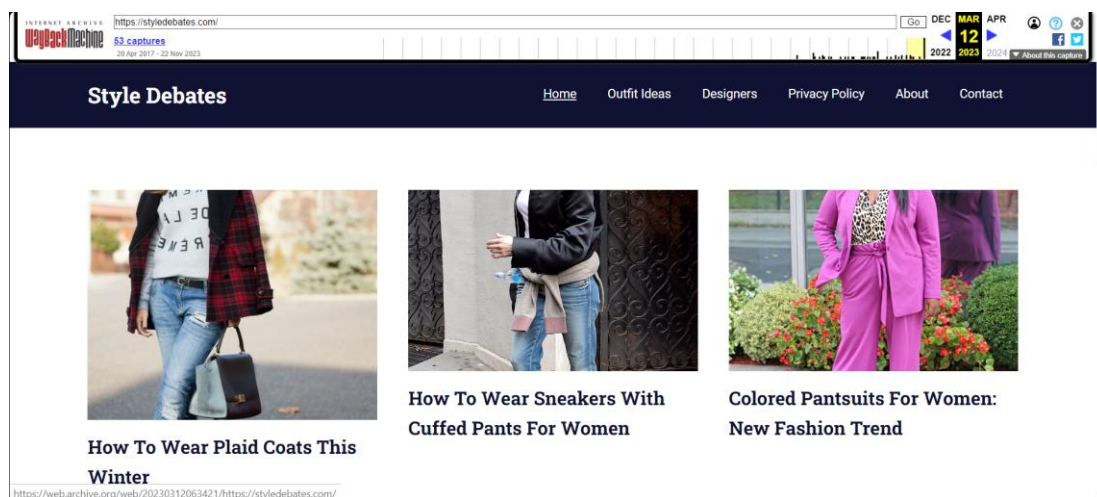 INTERNET ARCHIVE
WayBackMachine
https://styledebates.com/
Go
DEC MAR APR
53 captures
12
20 Apr 2017 - 22 Nov 2023
2022 2023 2024
About this capture
Style Debates
Home Outfit Ideas Designers Privacy Policy About Contact
How To Wear Plaid Coats This
Winter
How To Wear Sneakers With
Cuffed Pants For Women
Colored Pantsuits For Women:
New Fashion Trend
https://web.archive.org/web/20230312063421/https://styledebates.com/